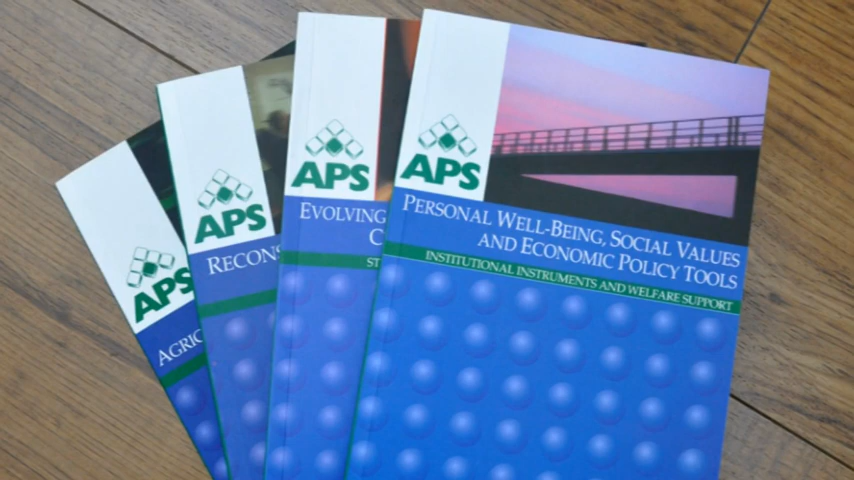 APS
AGRIC
APS
RECONS
APS
EVOLVING
C
ST
APS
PERSONAL WELL-BEING, SOCIAL VALUES
AND ECONOMIC POLICY TOOLS
INSTITUTIONAL INSTRUMENTS AND WELFARE SUPPORT